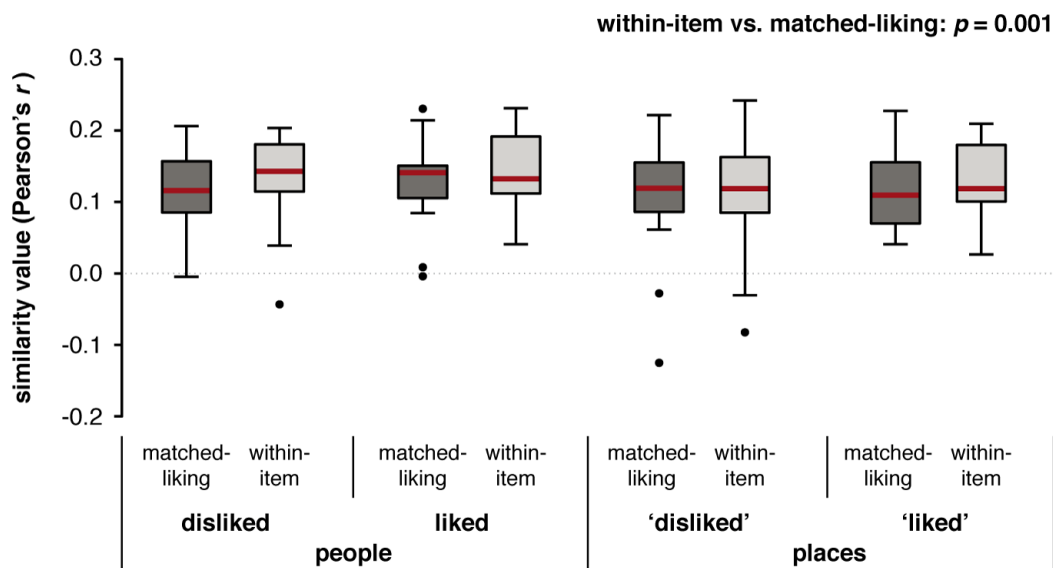 within-item vs. matched-liking: p = 0.001
similarity value (Pearson's r)
0.3
0.2
0.1
0.0
-0.1
-0.2
matched-
liking
within-
item
matched-
liking
within-
item
matched-
liking
within-
item
matched-
liking
within-
item
disliked
liked
‘disliked’
‘liked’
people
places